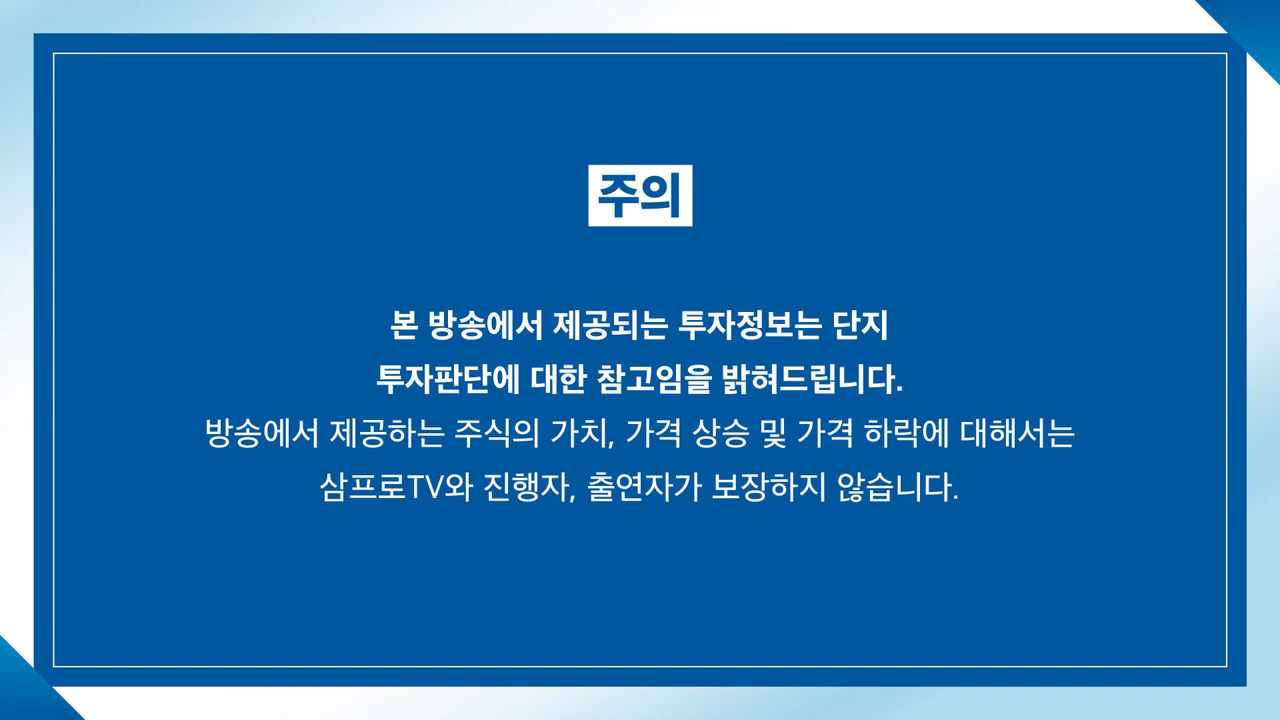 주의
본 방송에서 제공되는 투자정보는 단지
투자판단에 대한 참고임을 밝혀드립니다.
방송에서 제공하는 주식의 가치, 가격 상승 및 가격 하락에 대해서는
삼프로TV와 진행자, 출연자가 보장하지 않습니다.